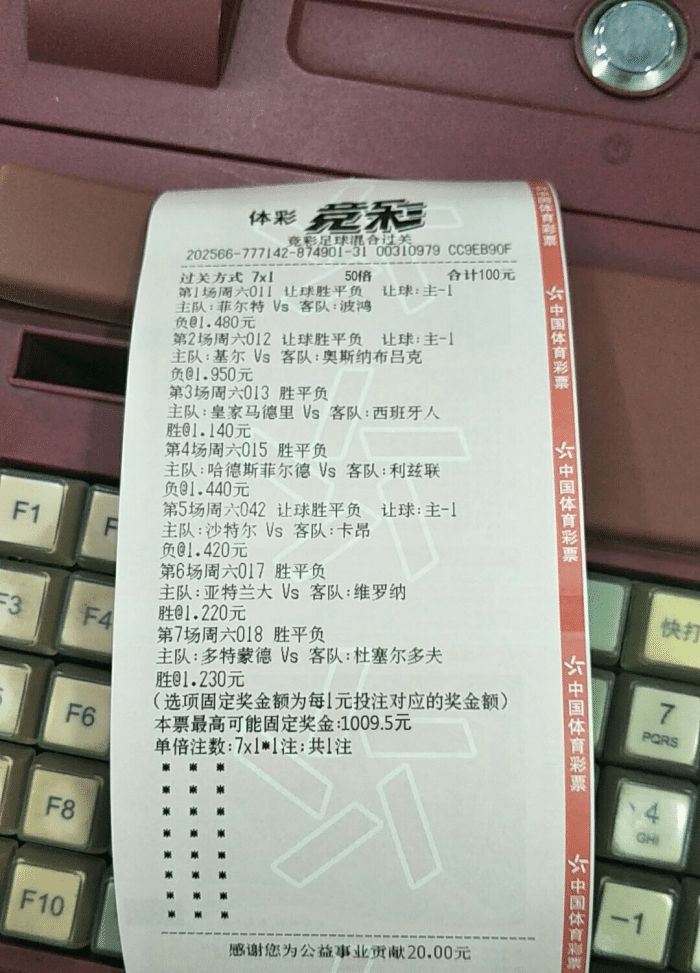 体彩 竞彩
竞彩足球混合过关
202566-777142-874901-31 00310979 CC9EB90F
过关方式 7x1 50倍 合计100元
第1场周六011 让球胜平负 让球:主-1
主队:菲尔特 Vs 客队:波鸿
负@1.480元
第2场周六012 让球胜平负 让球:主-1
主队:基尔 Vs 客队:奥斯纳布吕克
负@1.950元
第3场周六013 胜平负
主队:皇家马德里 Vs 客队:西班牙人
胜@1.140元
第4场周六015 胜平负
主队:哈德斯菲尔德 Vs 客队:利兹联
负@1.440元
第5场周六042 让球胜平负 让球:主-1
主队:沙特尔 Vs 客队:卡昂
负@1.420元
第6场周六017 胜平负
主队:亚特兰大 Vs 客队:维罗纳
胜@1.220元
第7场周六018 胜平负
主队:多特蒙德 Vs 客队:杜塞尔多夫
胜@1.230元
(选项固定奖金额为每1元投注对应的奖金额)
本票最高可能固定奖金:1009.5元
单倍注数:7x1*1注:共1注
※ ※ ※
※ ※ ※
※ ※ ※
※ ※ ※
※ ※ ※
※ ※ ※
※ ※ ※
※ ※ ※
感谢您为公益事业贡献20.00元
中国体育彩票
中国体育彩票
中国体育彩票
中国体育彩票
中国体育彩票
F1
F3
F4
F6
F8
F10
快打
7
PQRS
4
GHI
-1